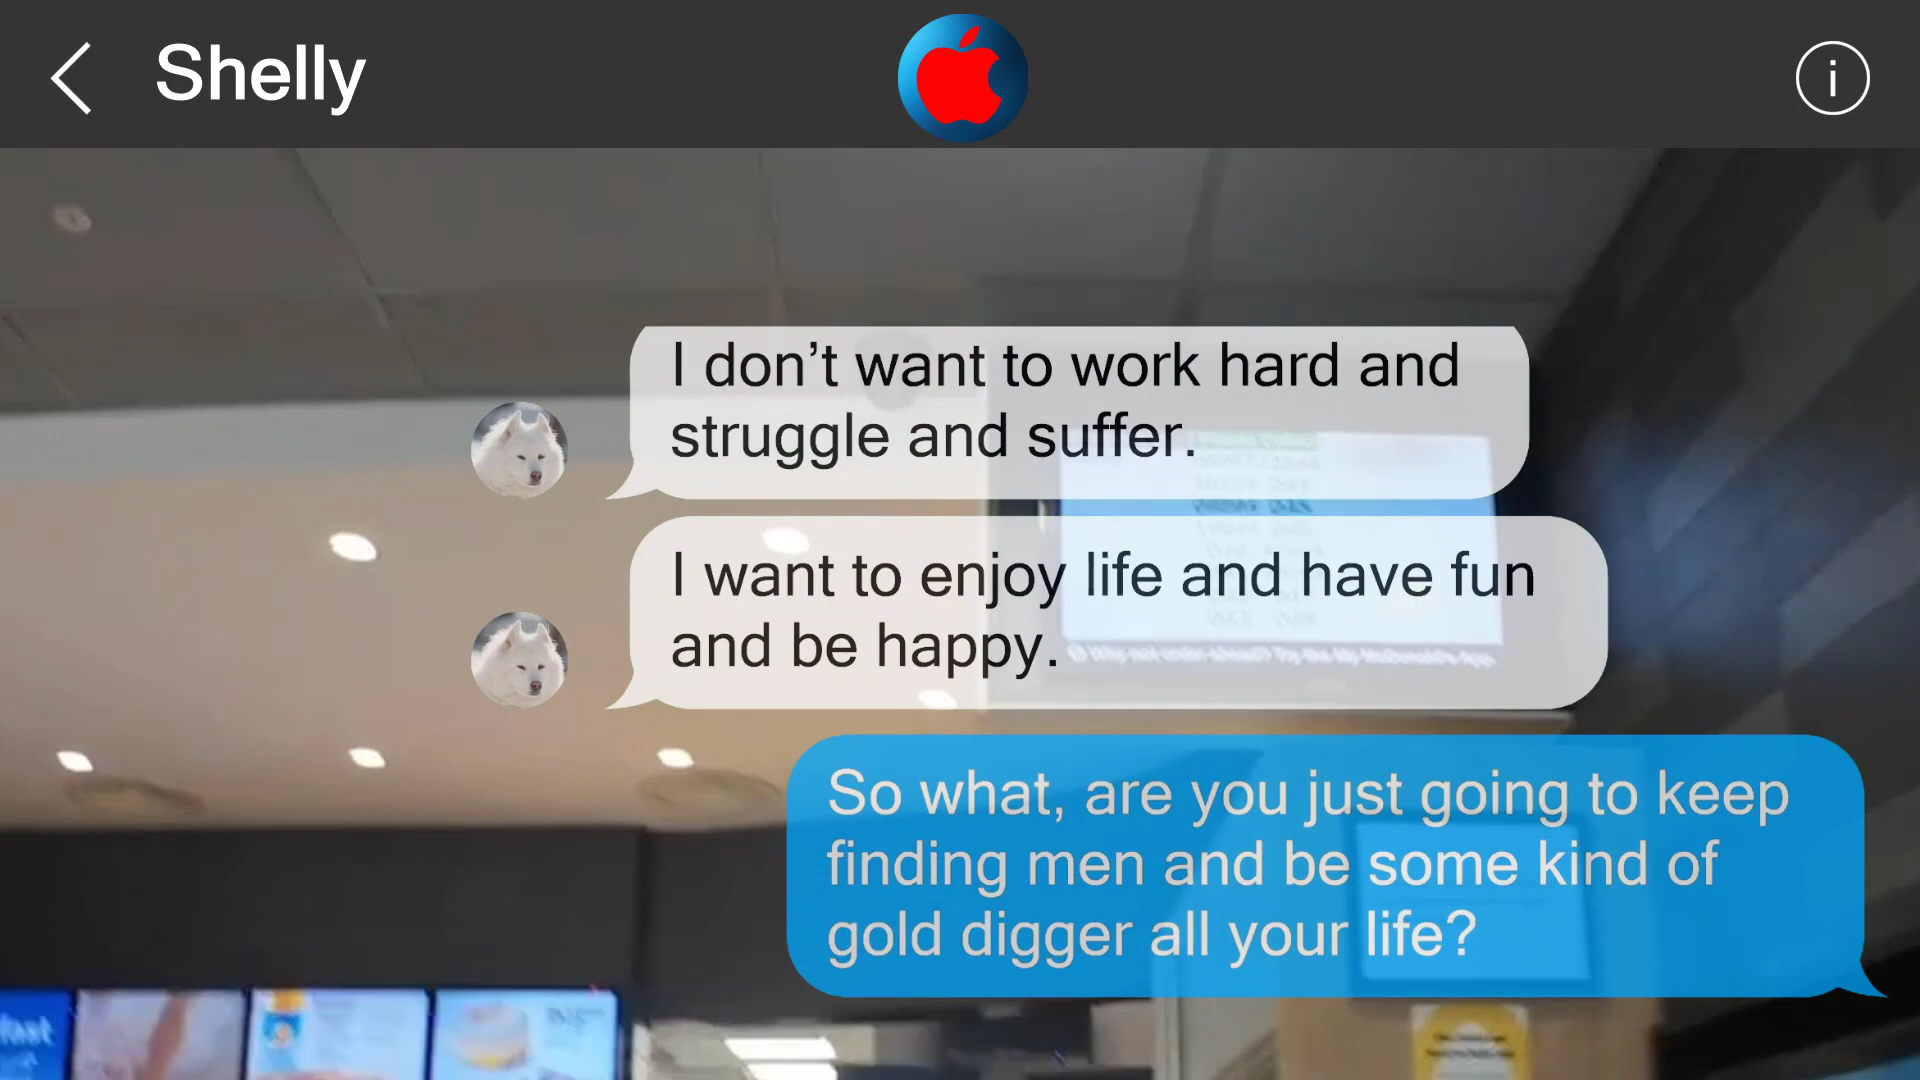 Shelly
I don’t want to work hard and
struggle and suffer.
I want to enjoy life and have fun
and be happy.
So what, are you just going to keep
finding men and be some kind of
gold digger all your life?